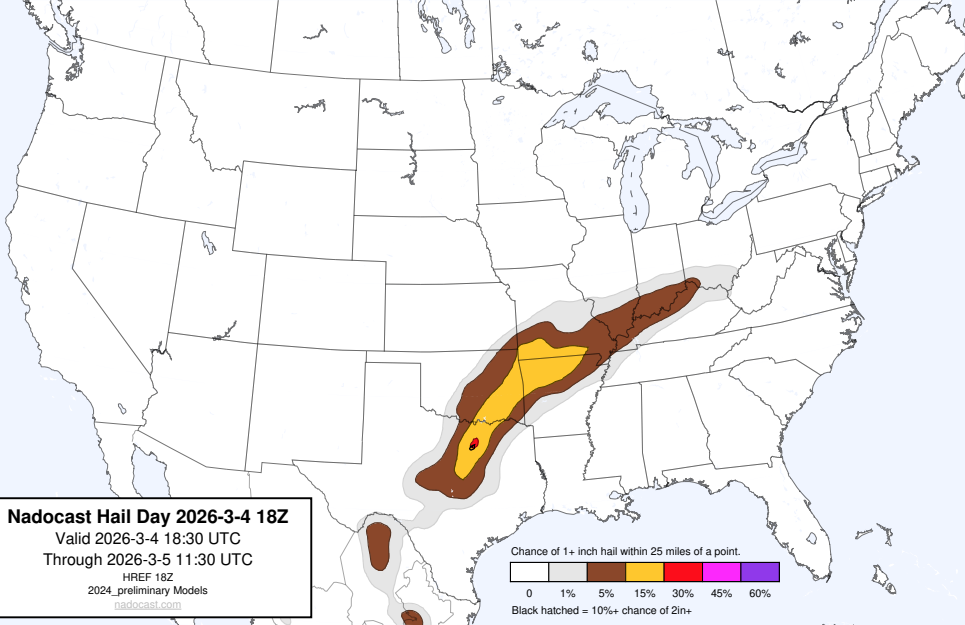 Nadocast Hail Day 2026-3-4 18Z
Valid 2026-3-4 18:30 UTC
Through 2026-3-5 11:30 UTC
HREF 18Z
2024_preliminary Models
nadocast.com
Chance of 1+ inch hail within 25 miles of a point.
0 1% 5% 15% 30% 45% 60%
Black hatched = 10%+ chance of 2in+